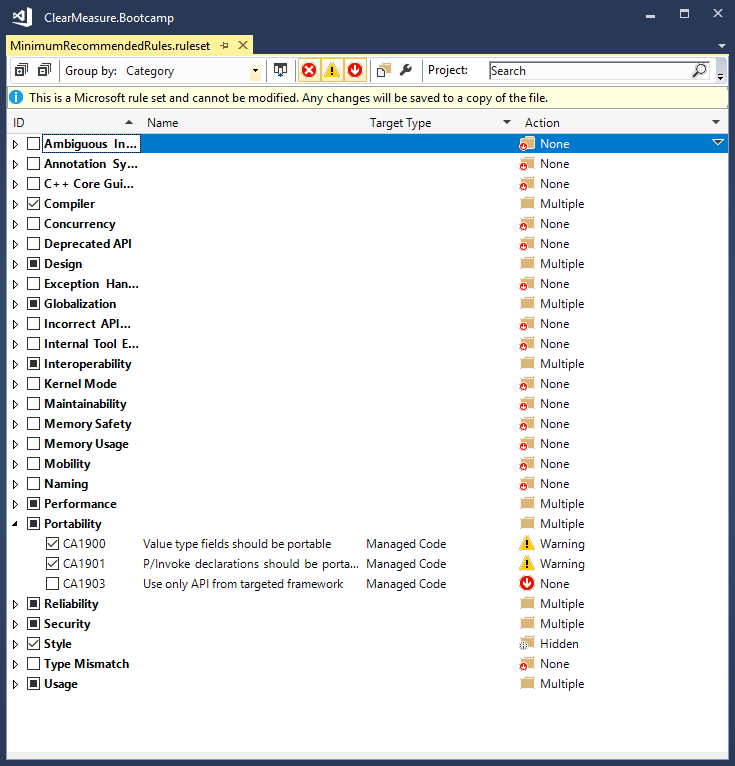 ClearMeasure.Bootcamp
MinimumRecommendedRules.ruleset
Group by: Category Project: Search
This is a Microsoft rule set and cannot be modified. Any changes will be saved to a copy of the file.
ID Name Target Type Action
Ambiguous In... None
Annotation Sy... None
C++ Core Gui... None
Compiler Multiple
Concurrency None
Deprecated API None
Design Multiple
Exception Han... None
Globalization Multiple
Incorrect API... None
Internal Tool E... None
Interoperability Multiple
Kernel Mode None
Maintainability None
Memory Safety None
Memory Usage None
Mobility None
Naming None
Performance Multiple
Portability Multiple
CA1900 Value type fields should be portable Managed Code Warning
CA1901 P/Invoke declarations should be porta... Managed Code Warning
CA1903 Use only API from targeted framework Managed Code None
Reliability Multiple
Security Multiple
Style Hidden
Type Mismatch None
Usage Multiple